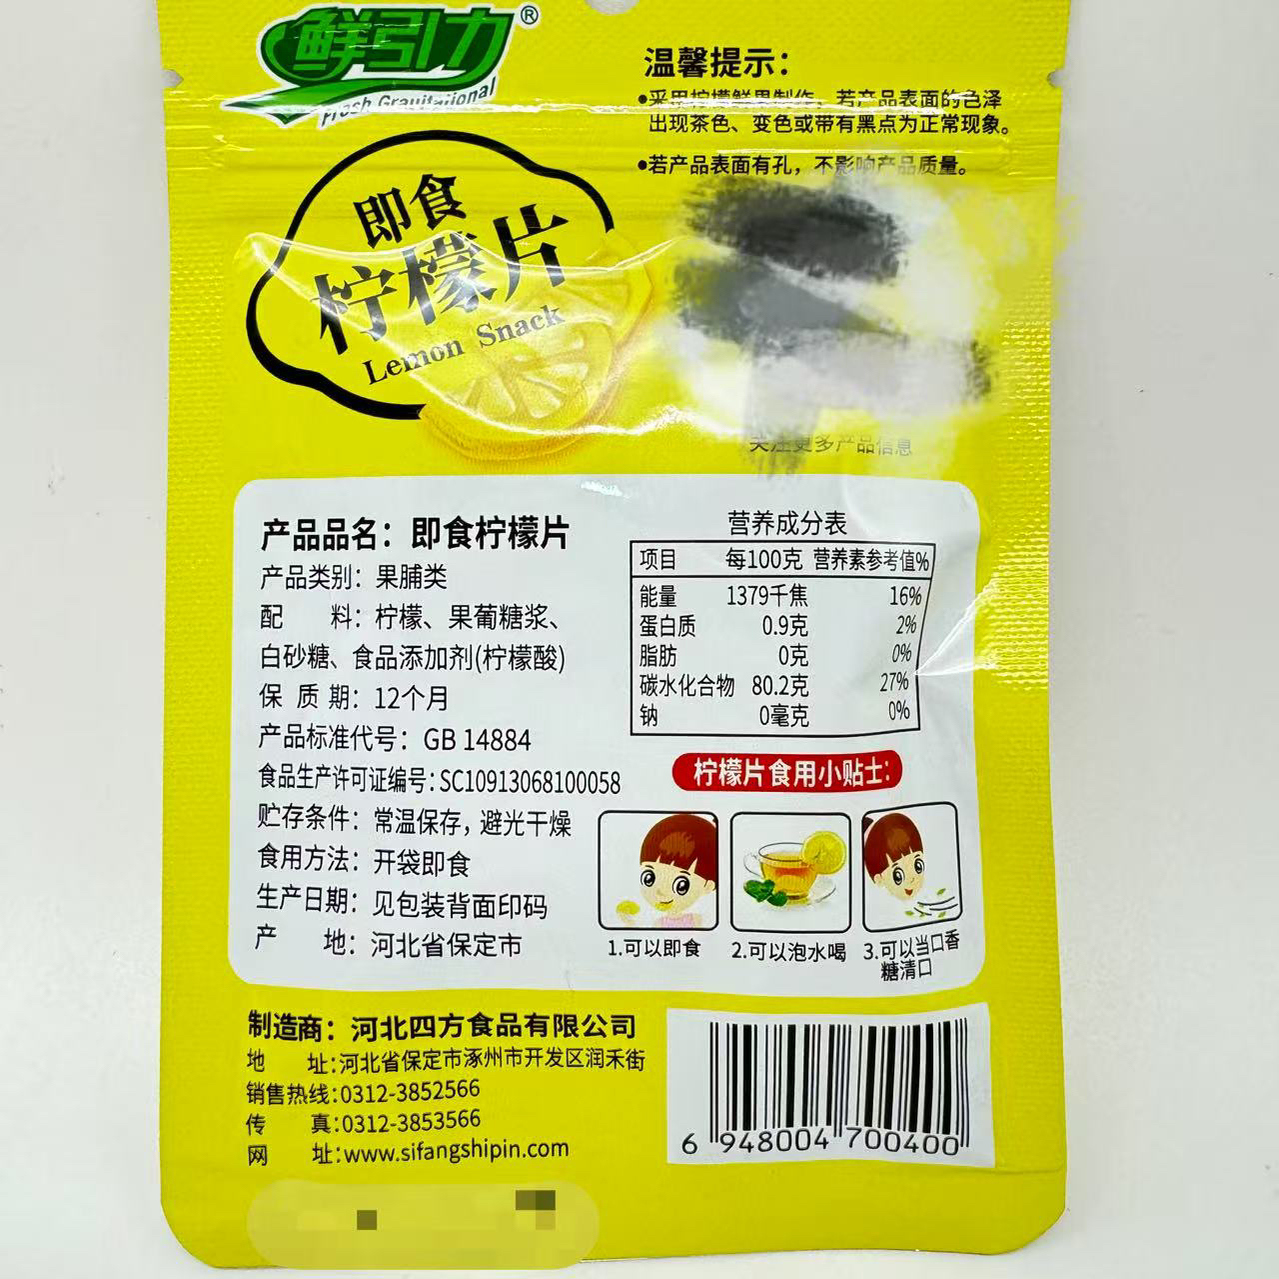 鲜引力®
Fresh Gravitational
温馨提示：
•采用柠檬鲜果制作，若产品表面的色泽
出现茶色、变色或带有黑点为正常现象。
•若产品表面有孔，不影响产品质量。
即食
柠檬片
Lemon Snack
关注更多产品信息
产品品名：即食柠檬片
产品类别：果脯类
配 料：柠檬、果葡糖浆、
白砂糖、食品添加剂(柠檬酸)
保 质 期：12个月
产品标准代号：GB 14884
食品生产许可证编号：SC10913068100058
贮存条件：常温保存，避光干燥
食用方法：开袋即食
生产日期：见包装背面印码
产 地：河北省保定市
营养成分表
项目 每100克 营养素参考值%
能量 1379千焦 16%
蛋白质 0.9克 2%
脂肪 0克 0%
碳水化合物 80.2克 27%
钠 0毫克 0%
柠檬片食用小贴士：
1.可以即食
2.可以泡水喝
3.可以当口香
糖清口
制造商：河北四方食品有限公司
地 址:河北省保定市涿州市开发区润禾街
销售热线:0312-3852566
传 真:0312-3853566
网 址:www.sifangshipin.com
6 948004 700400